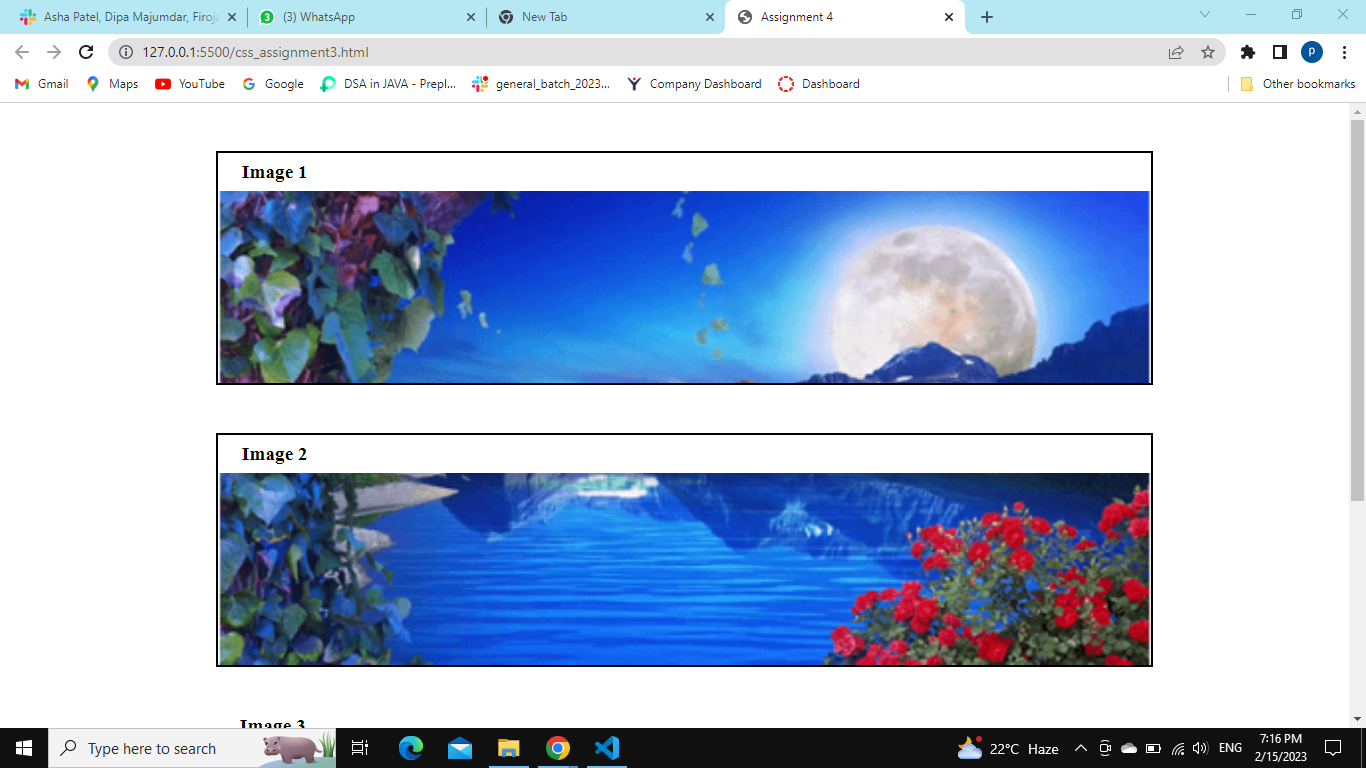 Asha Patel, Dipa Majumdar, Firoja
3 (3) WhatsApp
New Tab
Assignment 4
127.0.0.1:5500/css_assignment3.html
P
Gmail
Maps
YouTube
Google
DSA in JAVA - Prepl...
general_batch_2023...
Company Dashboard
Dashboard
Other bookmarks
Image 1
Image 2
Image 3
Type here to search
22°C Haze
ENG
7:16 PM
2/15/2023